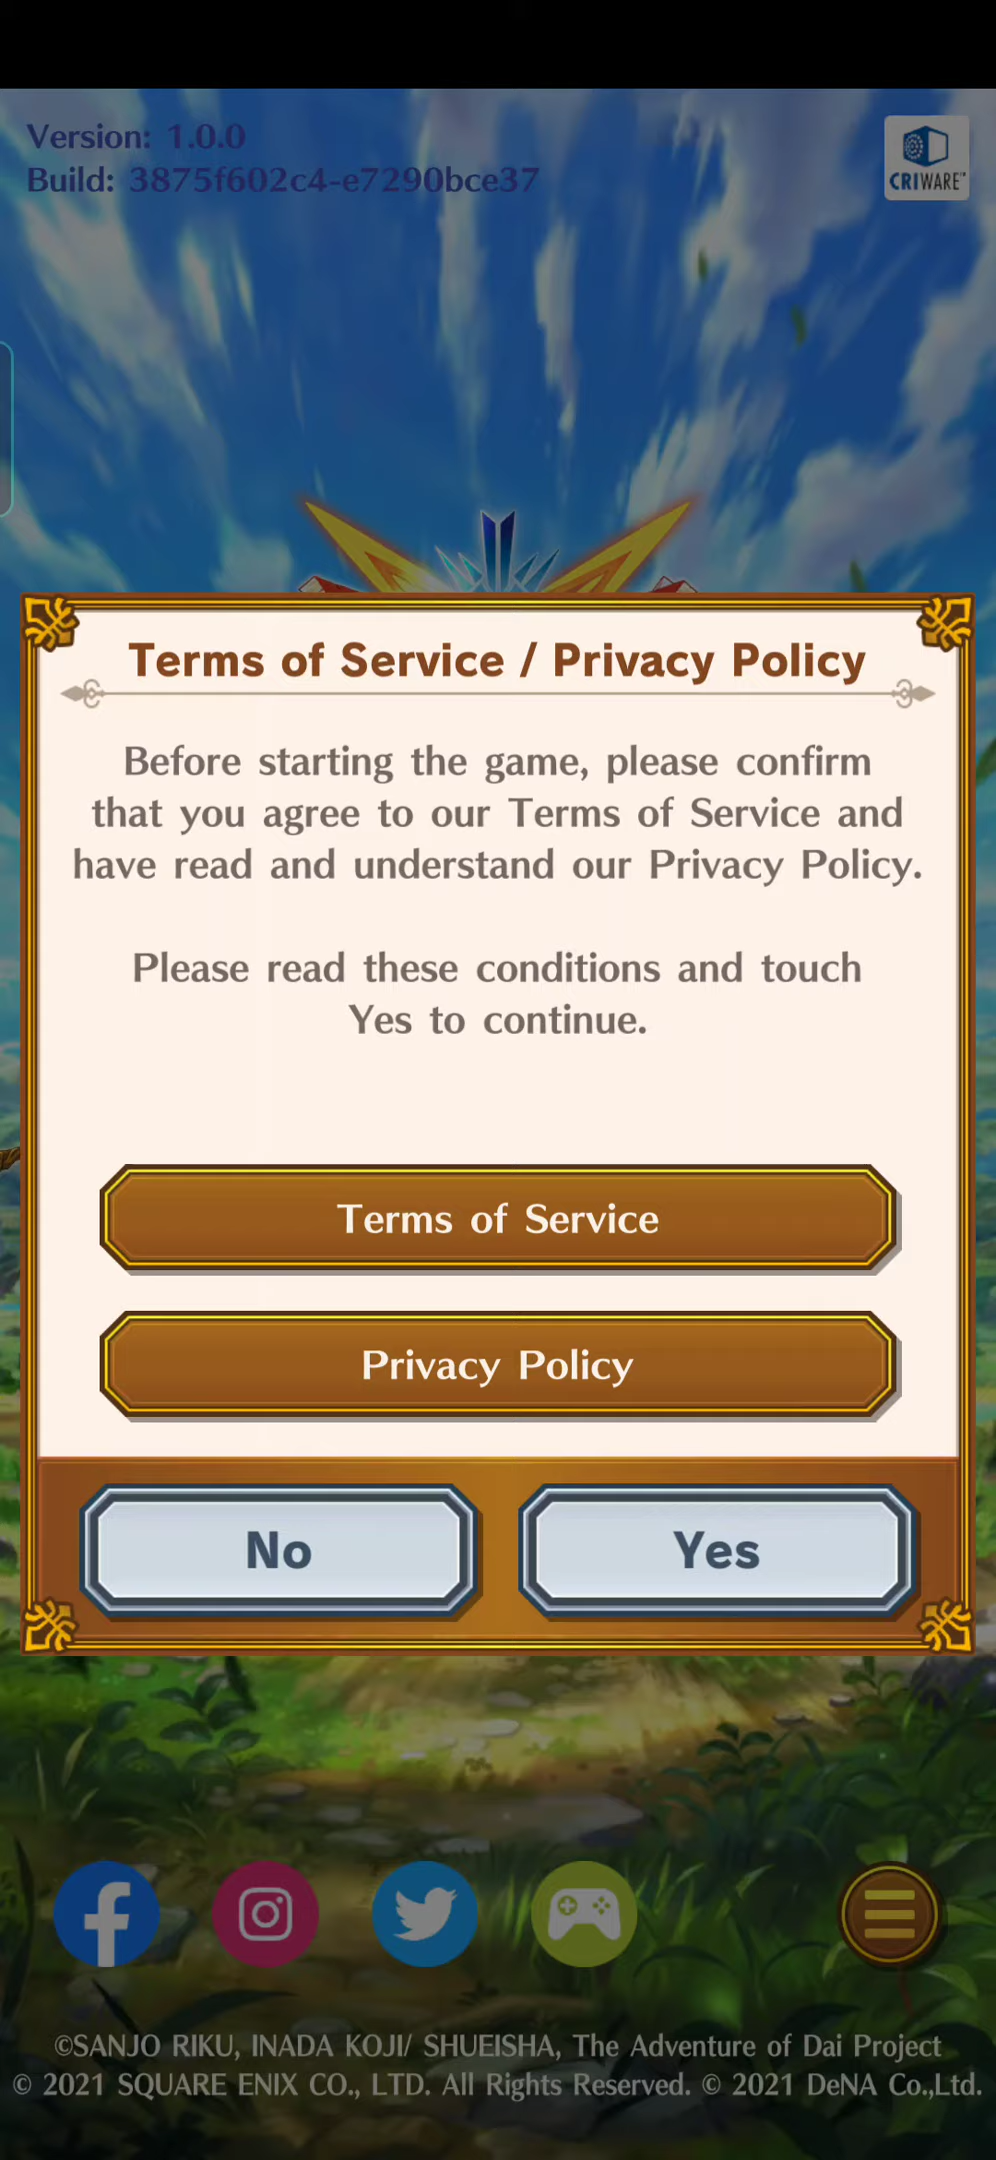 Version: 1.0.0
Build: 3875f602c4-e7290bce37
CRIWARE™
Terms of Service / Privacy Policy
Before starting the game, please confirm
that you agree to our Terms of Service and
have read and understand our Privacy Policy.
Please read these conditions and touch
Yes to continue.
Terms of Service
Privacy Policy
No
Yes
©SANJO RIKU, INADA KOJI/ SHUEISHA, The Adventure of Dai Project
© 2021 SQUARE ENIX CO., LTD. All Rights Reserved. © 2021 DeNA Co.,Ltd.